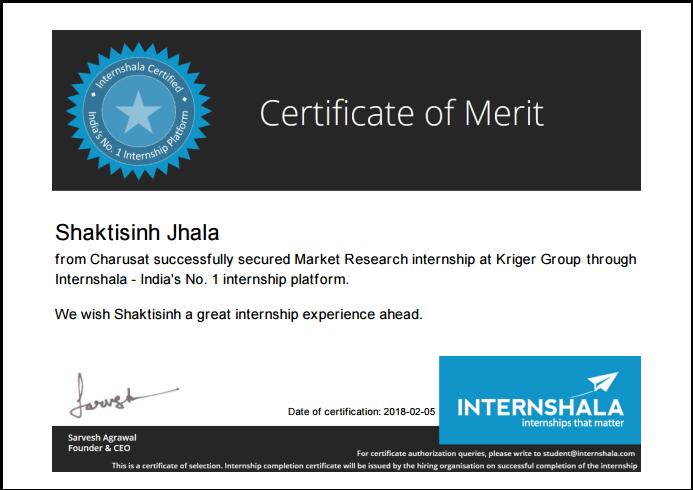 Internshala Certified
India's No. 1 Internship Platform
Certificate of Merit
Shaktisinh Jhala
from Charusat successfully secured Market Research internship at Kriger Group through
Internshala - India's No. 1 internship platform.
We wish Shaktisinh a great internship experience ahead.
Sarvesh
Date of certification: 2018-02-05
INTERNSHALA
internships that matter
Sarvesh Agrawal
Founder & CEO
For certificate authorization queries, please write to student@internshala.com
This is a certificate of selection. Internship completion certificate will be issued by the hiring organisation on successful completion of the internship